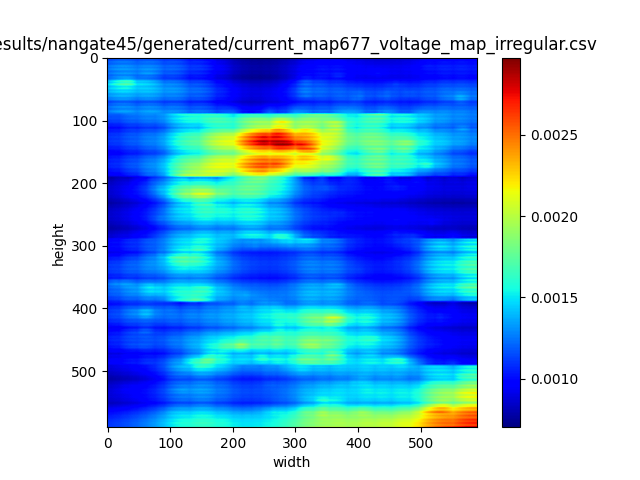 esults/nangate45/generated/current_map677_voltage_map_irregular.csv
0
100
200
300
400
500
height
0 100 200 300 400 500
width
0.0025
0.0020
0.0015
0.0010